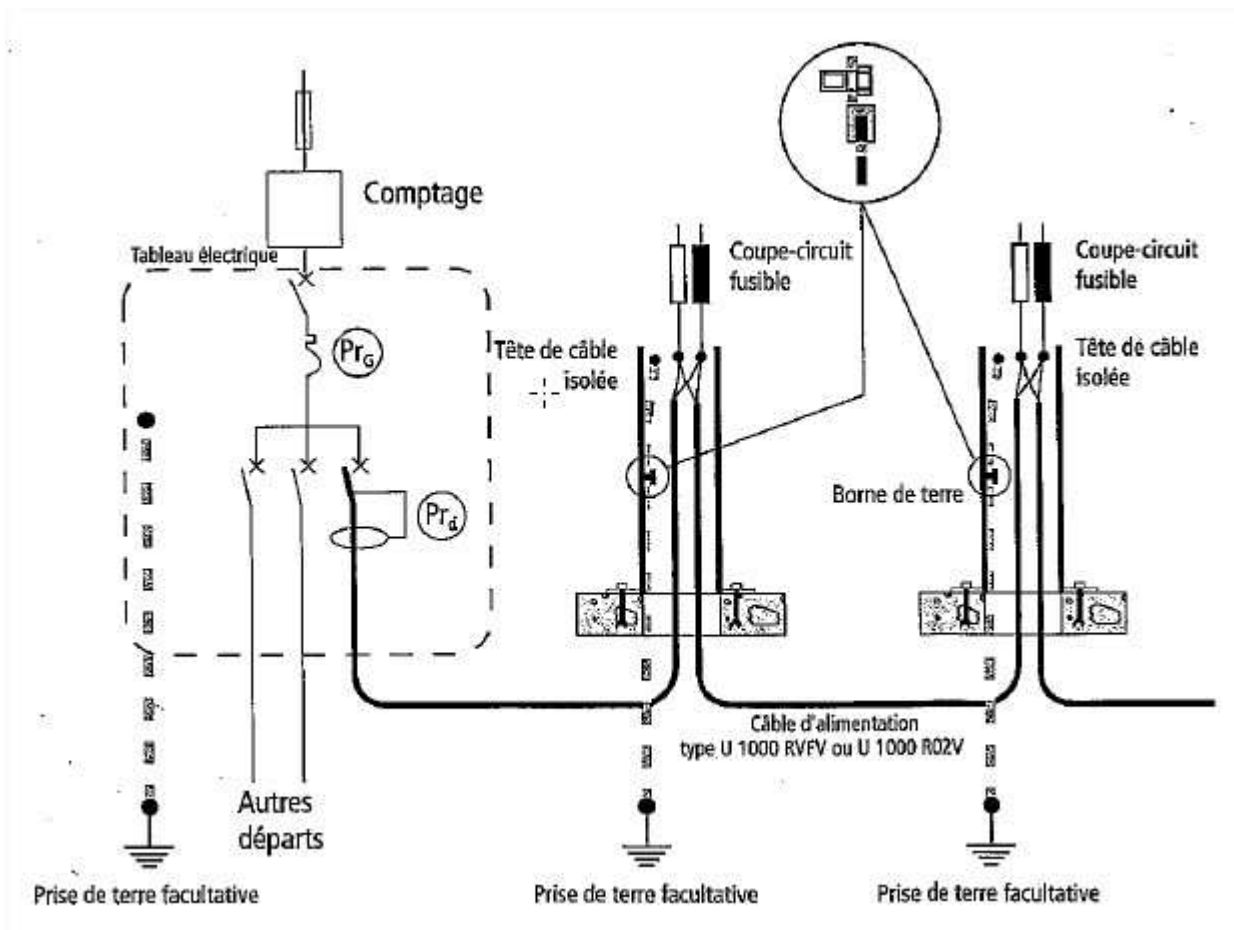 Comptage
Tableau électrique
Pr_G
Pr_d
Autres
départs
Prise de terre facultative
Tête de câble
isolée
Coupe-circuit
fusible
Câble d'alimentation
type U 1000 RVFV ou U 1000 R02V
Prise de terre facultative
Borne de terre
Coupe-circuit
fusible
Tête de câble
isolée
Prise de terre facultative